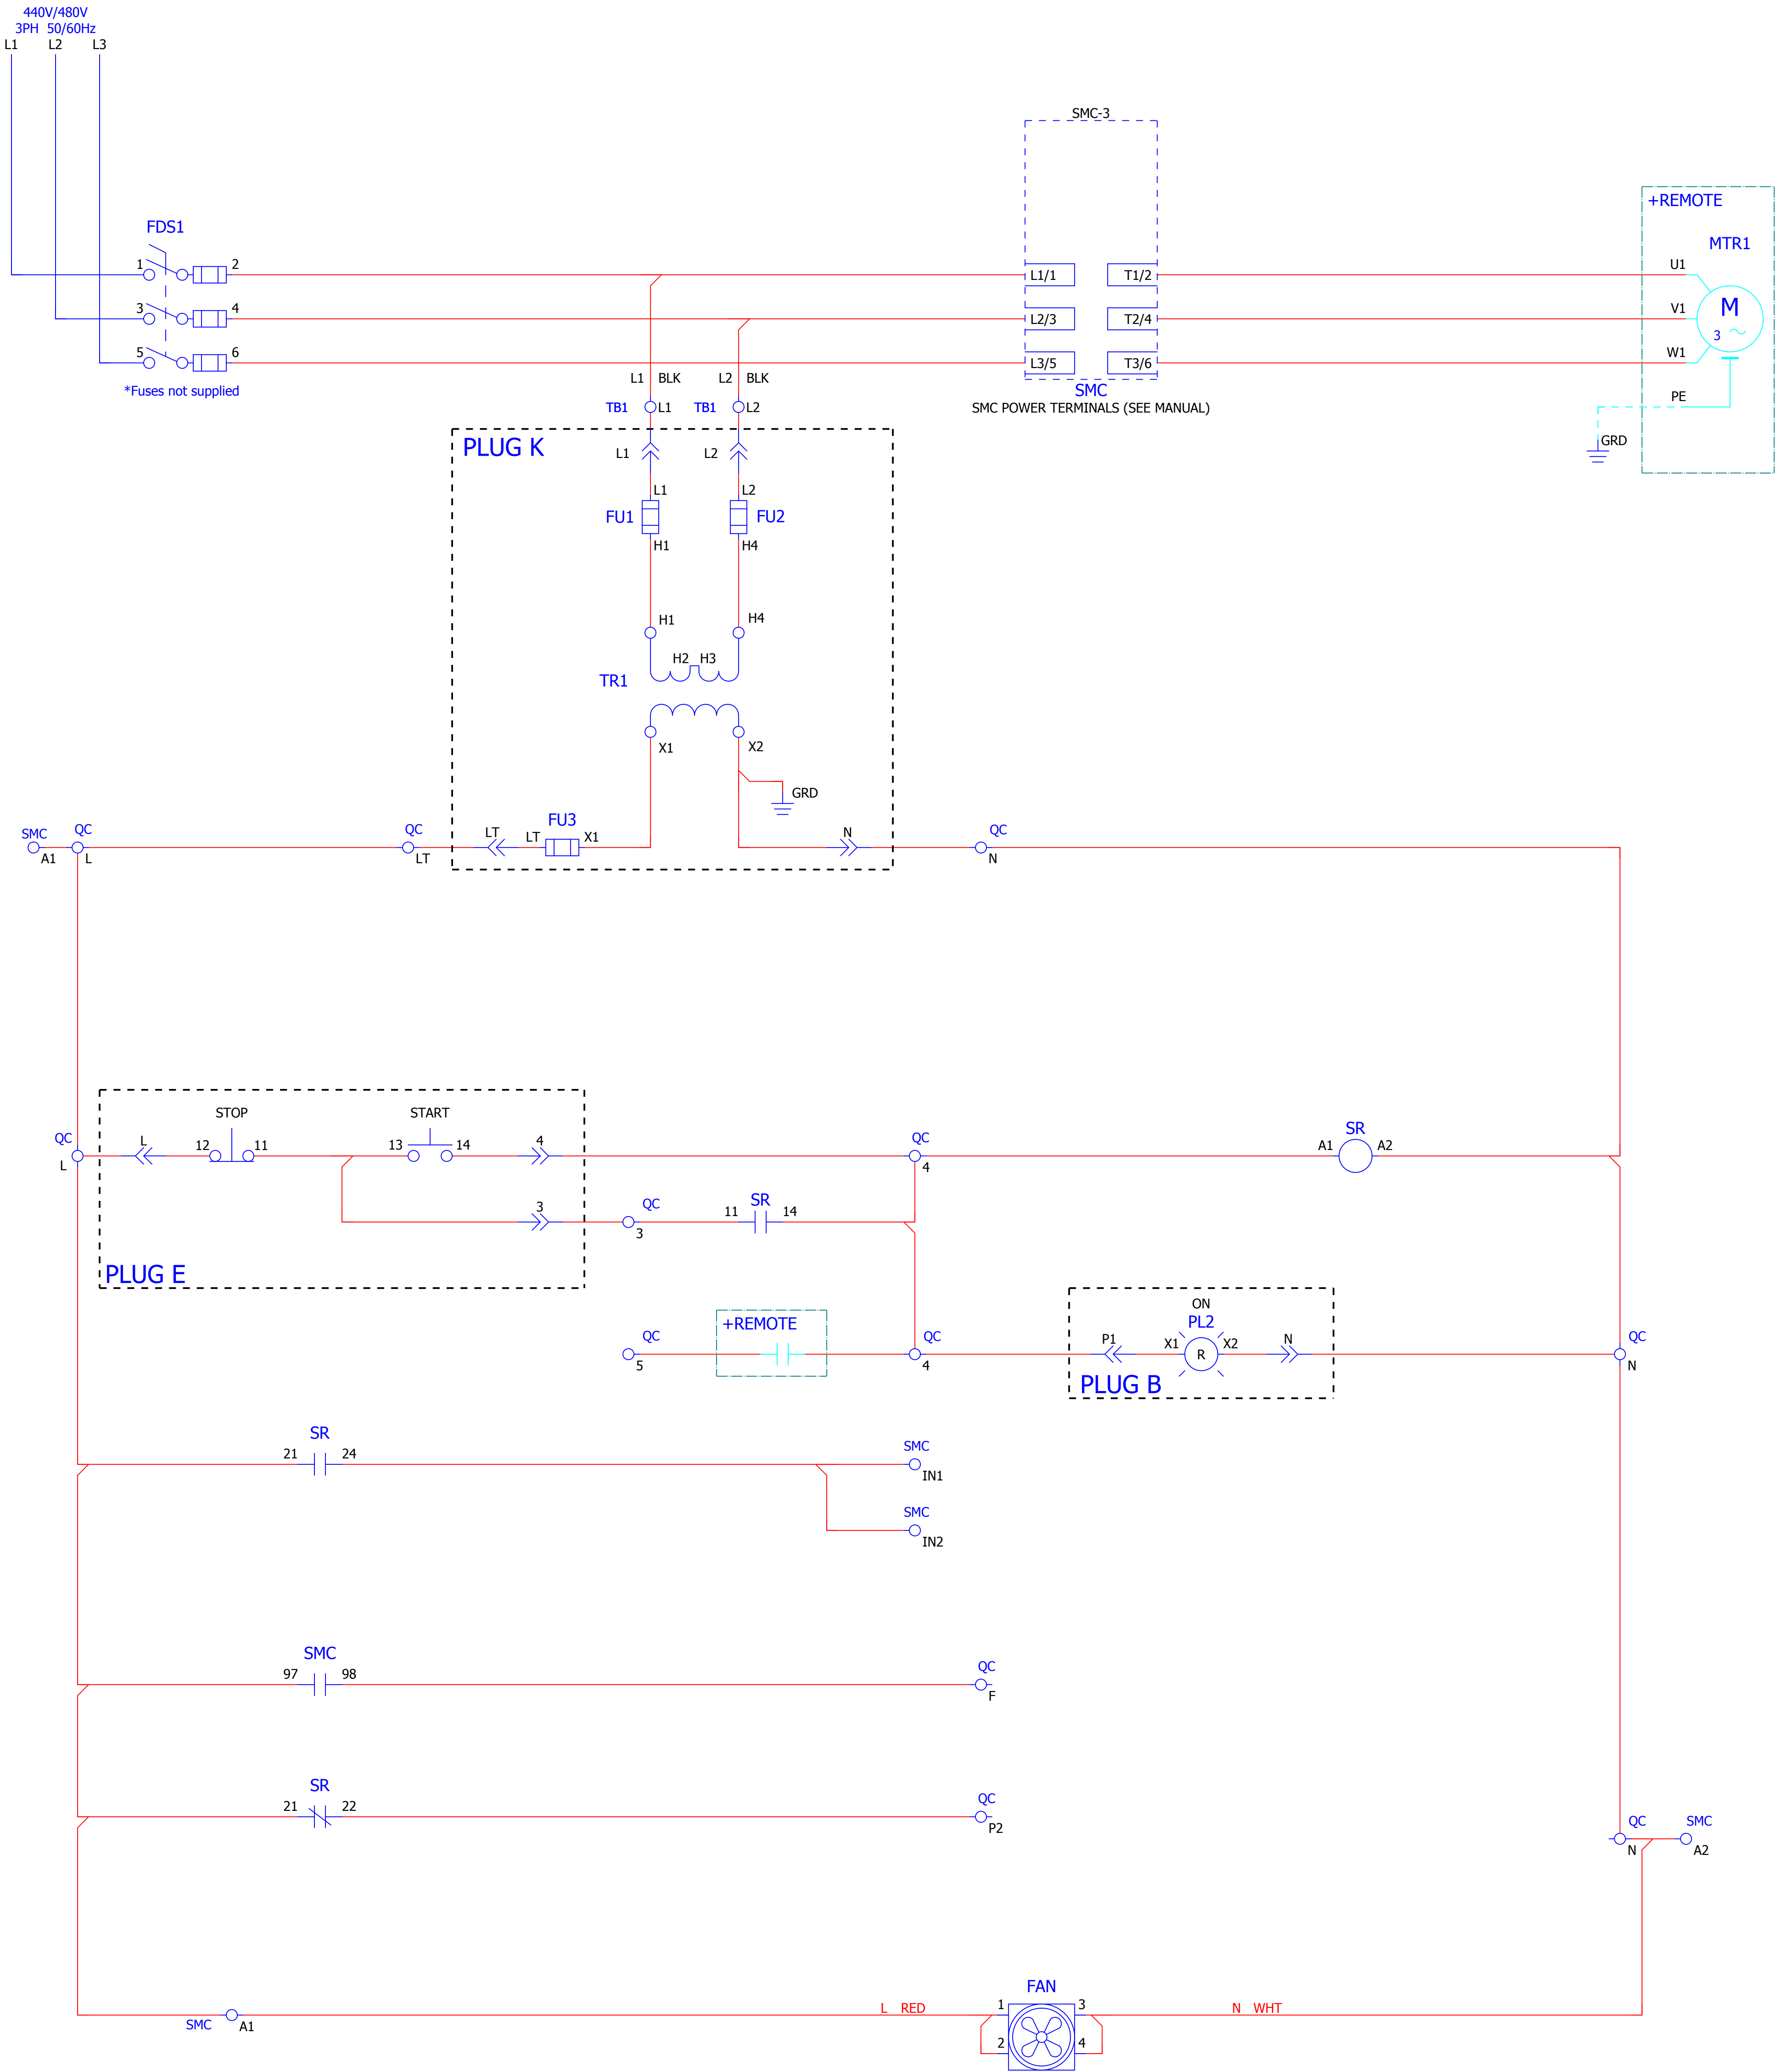 440V/480V
3PH 50/60Hz
L1 L2 L3
SMC-3
+REMOTE
MTR1
FDS1
1 2
L1/1 T1/2
U1
3 4
L2/3 T2/4
V1
M
3
5 6
L3/5 T3/6
W1
*Fuses not supplied
L1 BLK L2 BLK
SMC
SMC POWER TERMINALS (SEE MANUAL)
PE
GRD
TB1 L1 TB1 L2
PLUG K
L1 L2
L1 L2
FU1 FU2
H1 H4
H1 H4
H2 H3
TR1
X1 X2
GRD
SMC QC QC
A1 L LT
LT LT FU3 X1
N QC
N
STOP START
QC L 12 11 13 14 4
L
QC
4
SR
A1 A2
3 QC
3
11 SR 14
PLUG E
+REMOTE
QC
5
QC
4
ON
PL2
P1 X1 R X2 N
PLUG B
QC
N
SR
21 24
SMC
IN1
SMC
IN2
SMC
97 98
QC
F
SR
21 22
QC
P2
QC SMC
N A2
SMC A1
L RED
FAN
1 3
2 4
N WHT